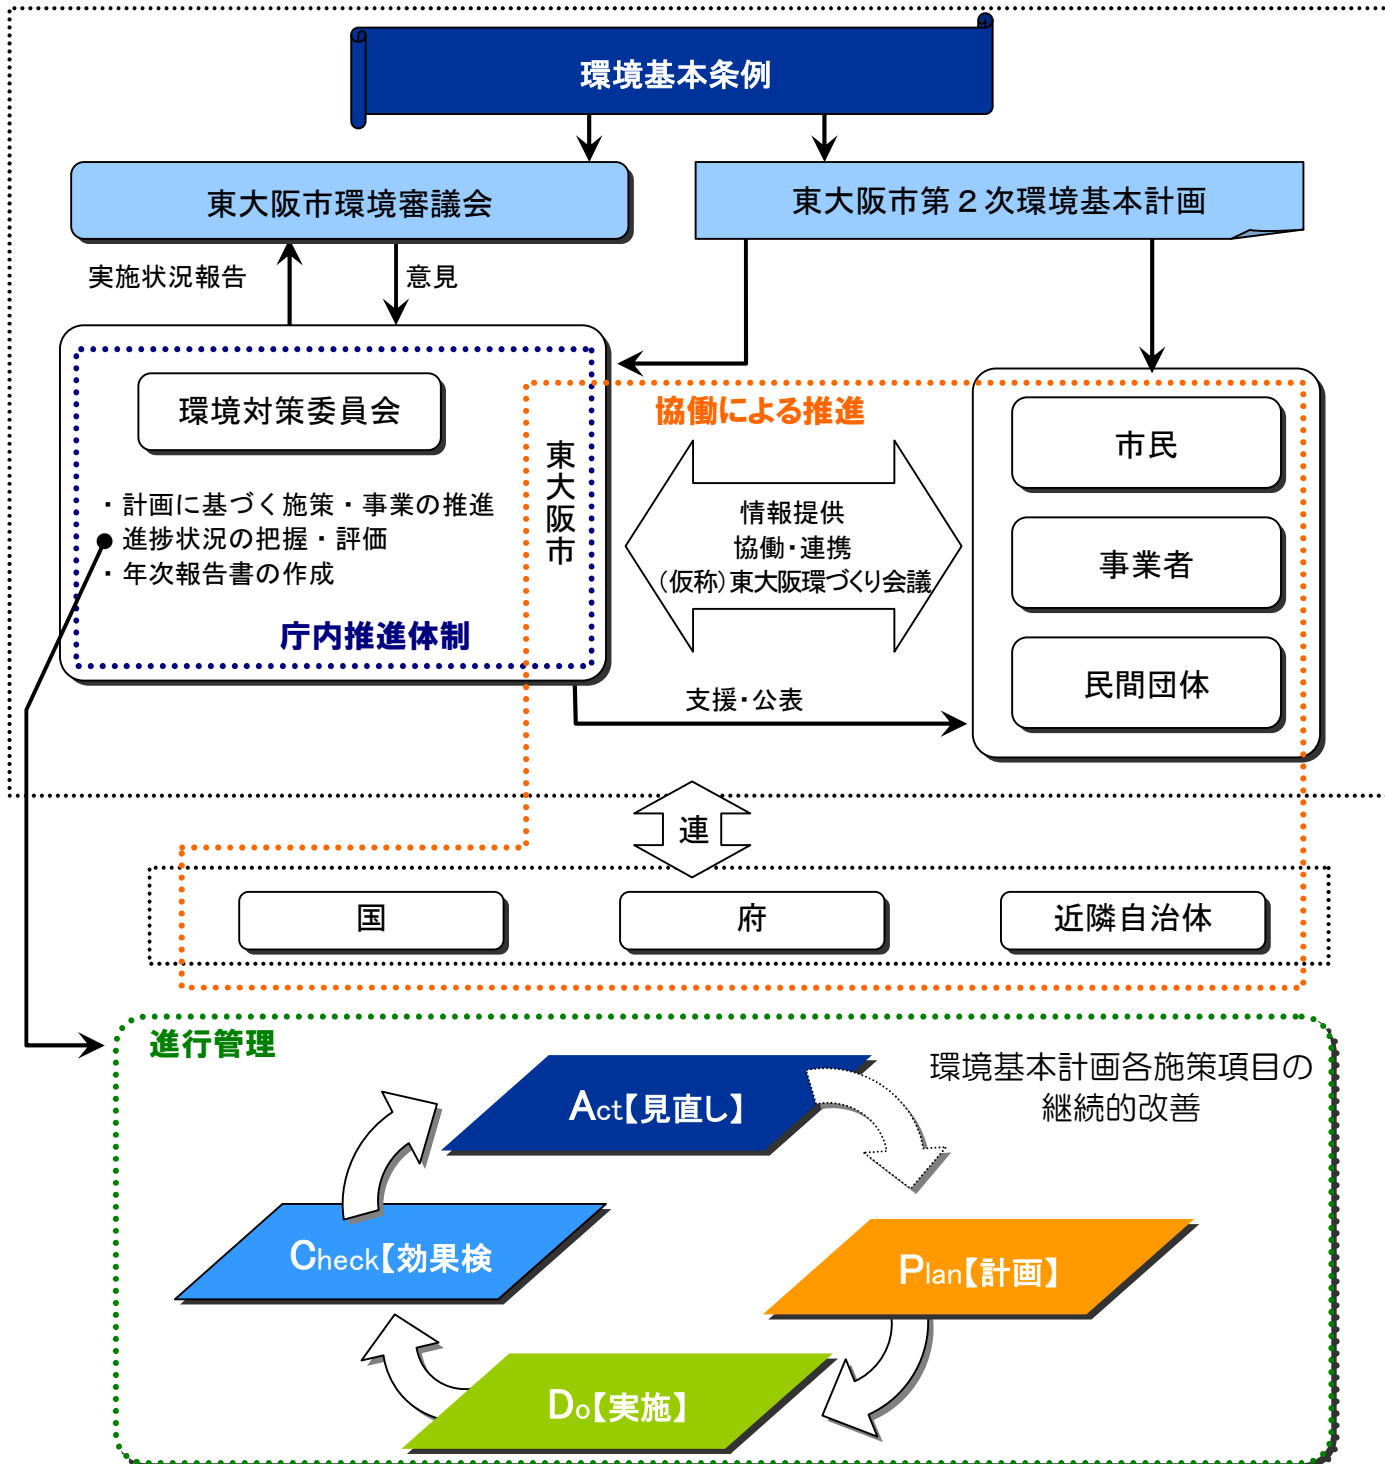 環境基本条例
東大阪市環境審議会
東大阪市第２次環境基本計画
実施状況報告
意見
環境対策委員会
・計画に基づく施策・事業の推進
進捗状況の把握・評価
・年次報告書の作成
庁内推進体制
東大阪市
協働による推進
情報提供
協働・連携
(仮称)東大阪環づくり会議
支援・公表
市民
事業者
民間団体
連
国
府
近隣自治体
進行管理
環境基本計画各施策項目の
継続的改善
Act【見直し】
Check【効果検
Plan【計画】
Do【実施】